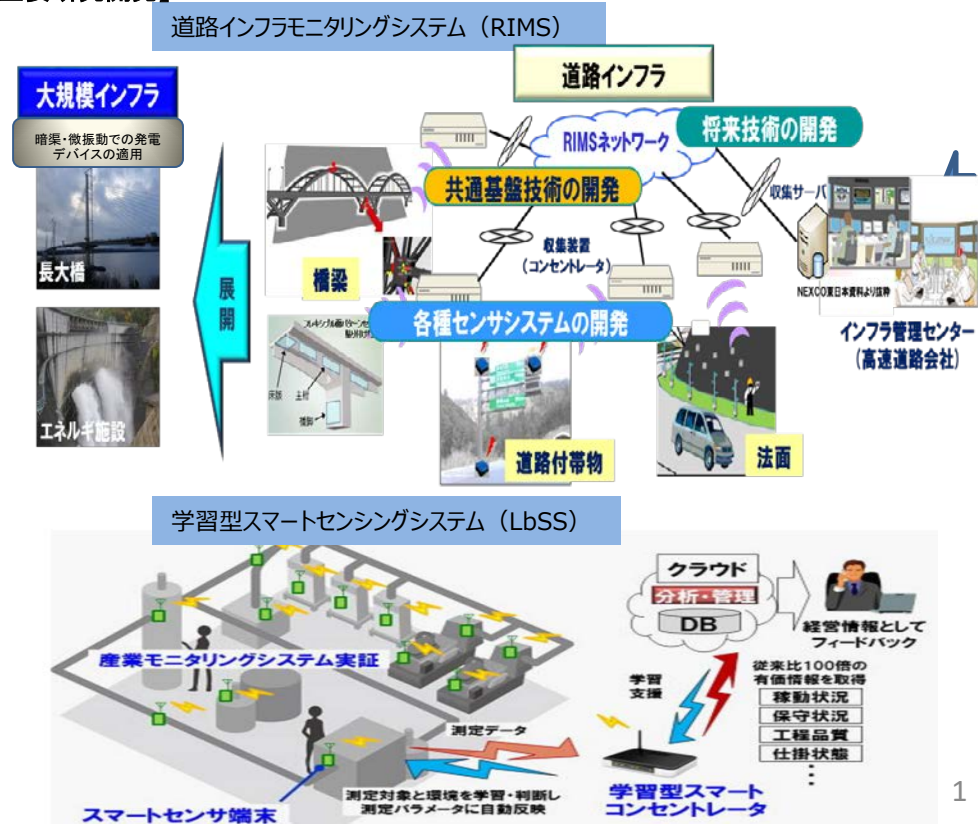 道路インフラモニタリングシステム（RIMS）
大規模インフラ
暗渠・微振動での発電
デバイスの適用
長大橋
エネルギ施設
展
開
道路インフラ
RIMSネットワーク
将来技術の開発
共通基盤技術の開発
収集サーバ
収集装置
（コンセントレータ）
橋梁
NEXCO東日本資料より抜粋
各種センサシステムの開発
インフラ管理センター
（高速道路会社）
床版
主桁
橋脚
道路付帯物
法面
学習型スマートセンシングシステム（LbSS）
クラウド
分析・管理
DB
経営情報として
フィードバック
産業モニタリングシステム実証
学習
支援
従来比100倍の
有価情報を取得
稼動状況
保守状況
工程品質
仕掛状態
測定データ
測定対象と環境を学習・判断し
測定パラメータに自動反映
学習型スマート
コンセントレータ
スマートセンサ端末
1